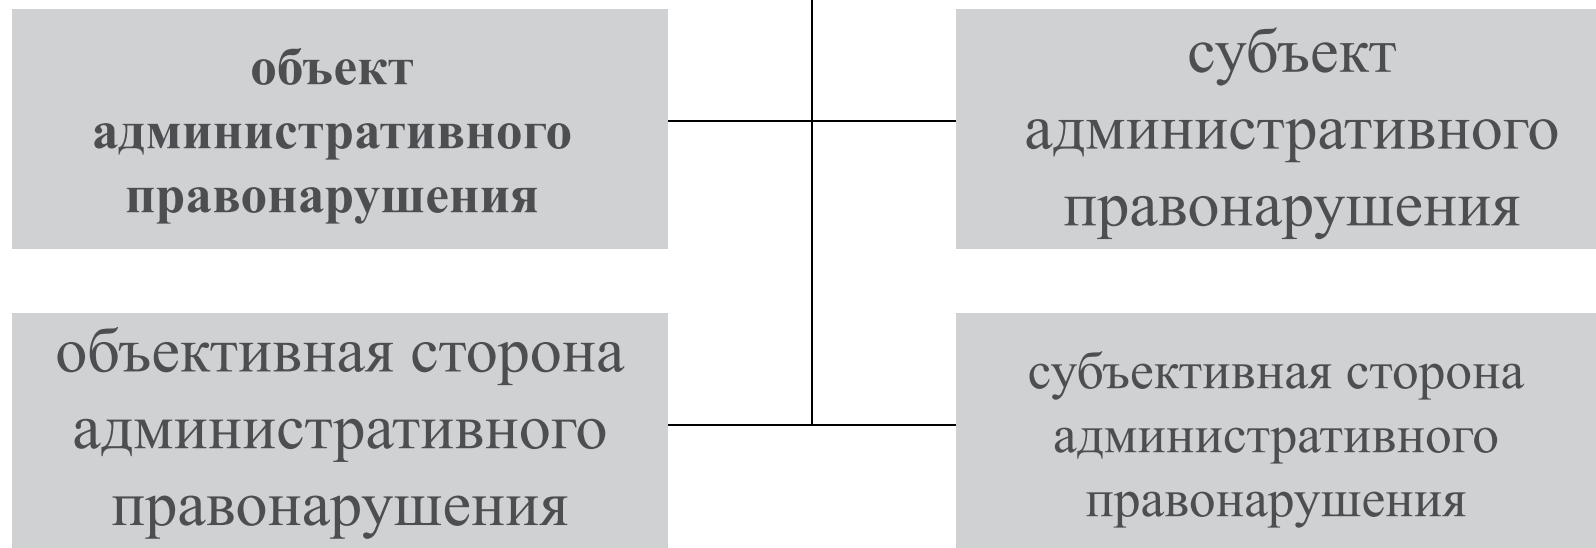 объект
административного
правонарушения
субъект
административного
правонарушения
объективная сторона
административного
правонарушения
субъективная сторона
административного
правонарушения